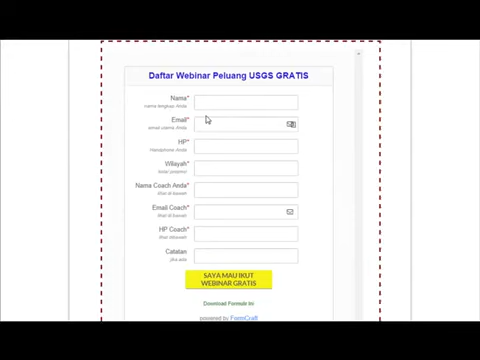 Daftar Webinar Peluang USGS GRATIS
Nama*
nama lengkap Anda
Email*
email utama Anda
HP*
Handphone Anda
Wilayah*
kota/ propinsi
Nama Coach Anda*
lihat di bawah
Email Coach*
lihat di bawah
HP Coach*
lihat dibawah
Catatan
jika ada
SAYA MAU IKUT
WEBINAR GRATIS
Download Formulir Ini
powered by FormCraft